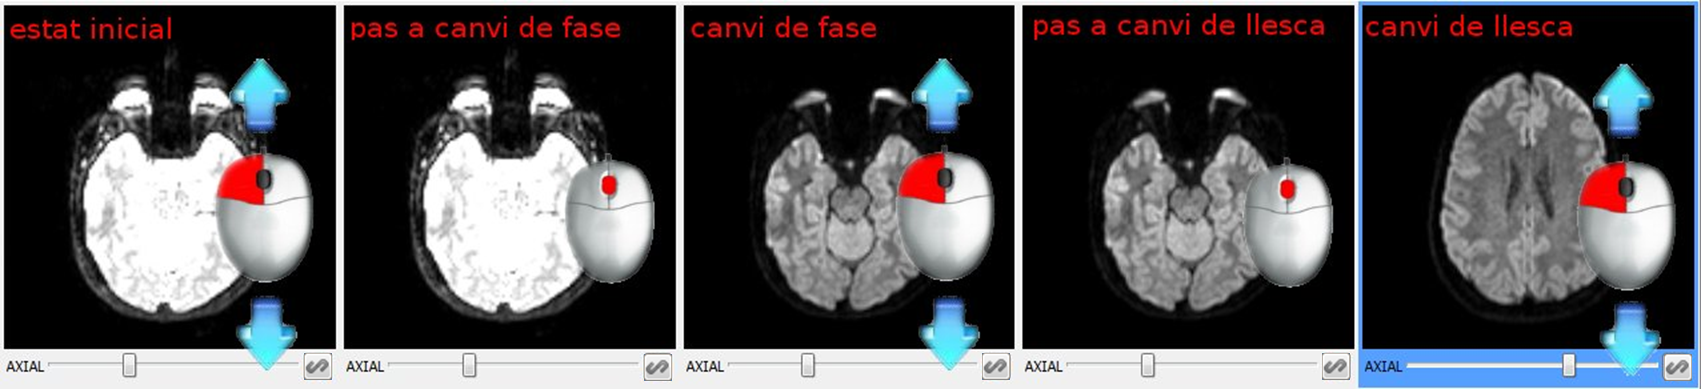 estat inicial
pas a canvi de fase
canvi de fase
pas a canvi de llesca
canvi de llesca
AXIAL
AXIAL
AXIAL
AXIAL
AXIAL